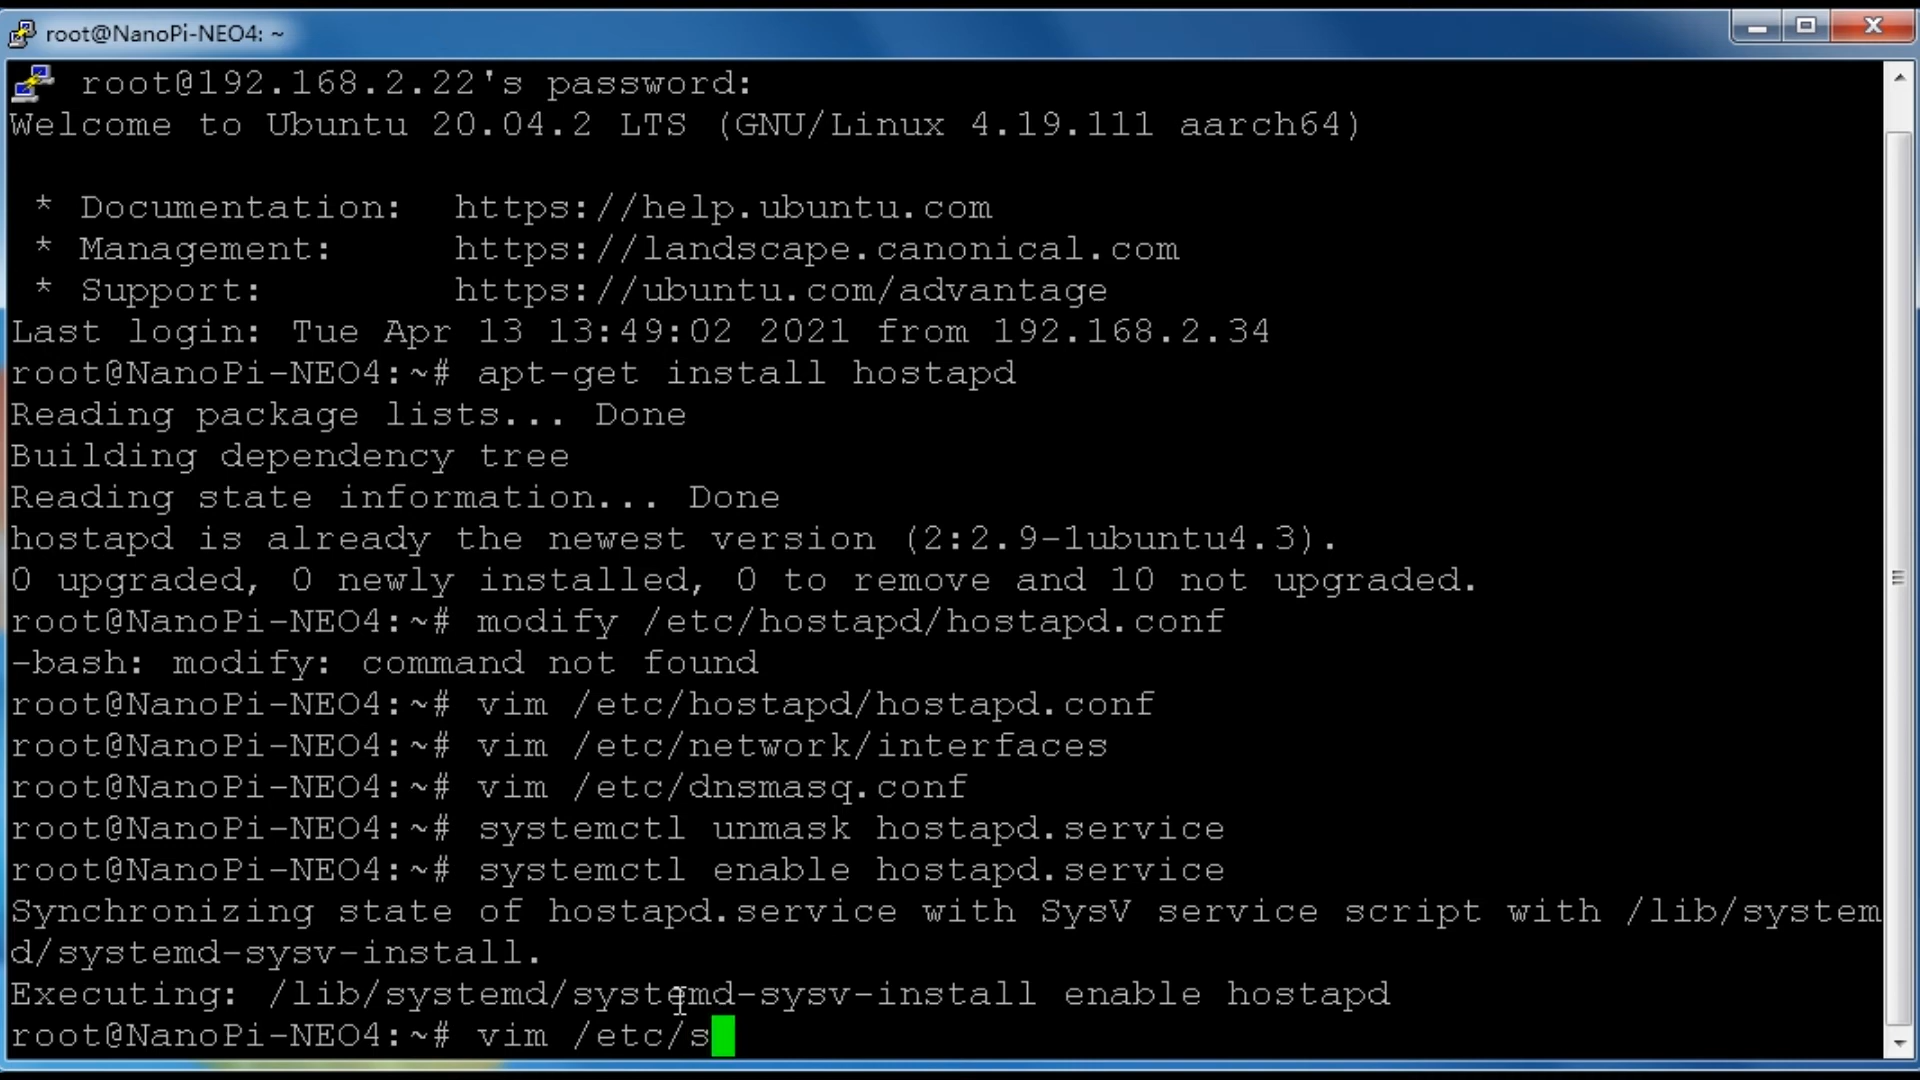 root@NanoPi-NEO4: ~
root@192.168.2.22's password:
Welcome to Ubuntu 20.04.2 LTS (GNU/Linux 4.19.111 aarch64)
* Documentation:  https://help.ubuntu.com
* Management:     https://landscape.canonical.com
* Support:        https://ubuntu.com/advantage
Last login: Tue Apr 13 13:49:02 2021 from 192.168.2.34
root@NanoPi-NEO4:~# apt-get install hostapd
Reading package lists... Done
Building dependency tree
Reading state information... Done
hostapd is already the newest version (2:2.9-1ubuntu4.3).
0 upgraded, 0 newly installed, 0 to remove and 10 not upgraded.
root@NanoPi-NEO4:~# modify /etc/hostapd/hostapd.conf
-bash: modify: command not found
root@NanoPi-NEO4:~# vim /etc/hostapd/hostapd.conf
root@NanoPi-NEO4:~# vim /etc/network/interfaces
root@NanoPi-NEO4:~# vim /etc/dnsmasq.conf
root@NanoPi-NEO4:~# systemctl unmask hostapd.service
root@NanoPi-NEO4:~# systemctl enable hostapd.service
Synchronizing state of hostapd.service with SysV service script with /lib/system
d/systemd-sysv-install.
Executing: /lib/systemd/systemd-sysv-install enable hostapd
root@NanoPi-NEO4:~# vim /etc/s